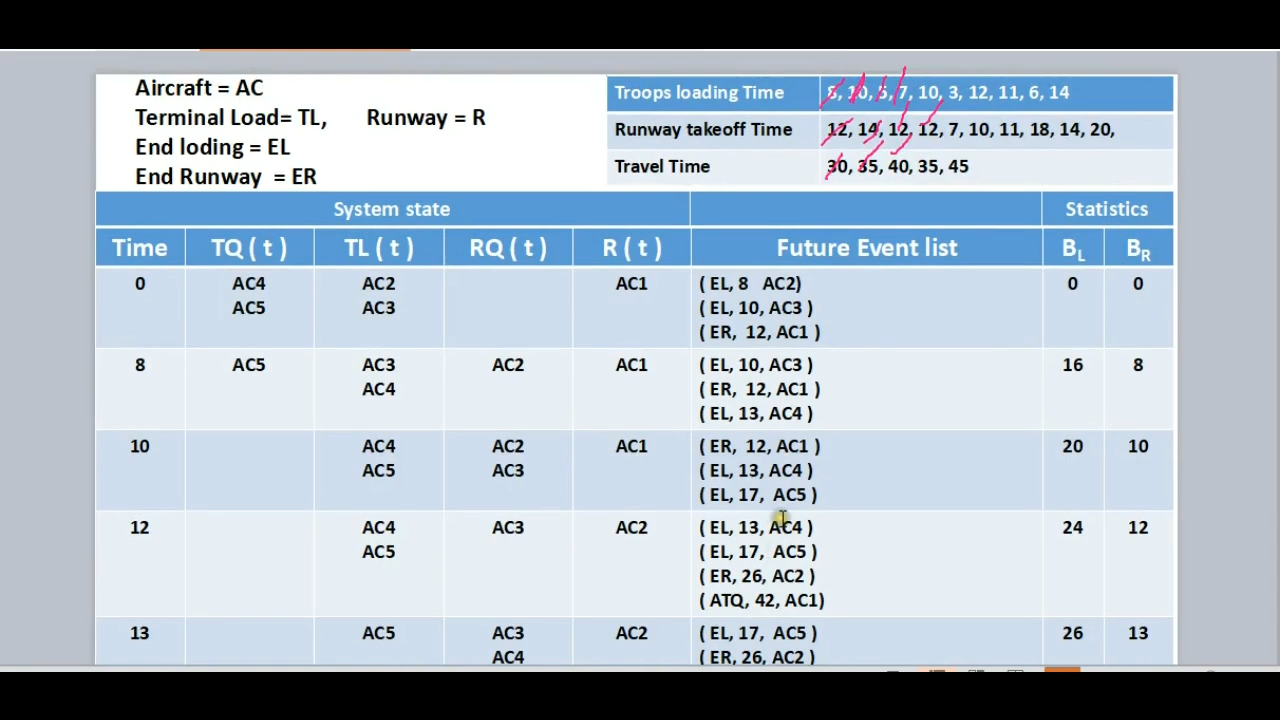 Aircraft = AC
Terminal Load= TL, Runway = R
End loding = EL
End Runway = ER
Troops loading Time 8, 10, 5, 7, 10, 3, 12, 11, 6, 14
Runway takeoff Time 12, 14, 12, 12, 7, 10, 11, 18, 14, 20,
Travel Time 30, 35, 40, 35, 45
System state Statistics
Time TQ ( t ) TL ( t ) RQ ( t ) R ( t ) Future Event list BL BR
0 AC4 AC2 AC1 ( EL, 8 AC2) 0 0
AC5 AC3 ( EL, 10, AC3 )
( ER, 12, AC1 )
8 AC5 AC3 AC2 AC1 ( EL, 10, AC3 ) 16 8
AC4 ( ER, 12, AC1 )
( EL, 13, AC4 )
10 AC4 AC2 AC1 ( ER, 12, AC1 ) 20 10
AC5 AC3 ( EL, 13, AC4 )
( EL, 17, AC5 )
12 AC4 AC3 AC2 ( EL, 13, AC4 ) 24 12
AC5 ( EL, 17, AC5 )
( ER, 26, AC2 )
( ATQ, 42, AC1)
13 AC5 AC3 AC2 ( EL, 17, AC5 ) 26 13
AC4 ( ER, 26, AC2 )